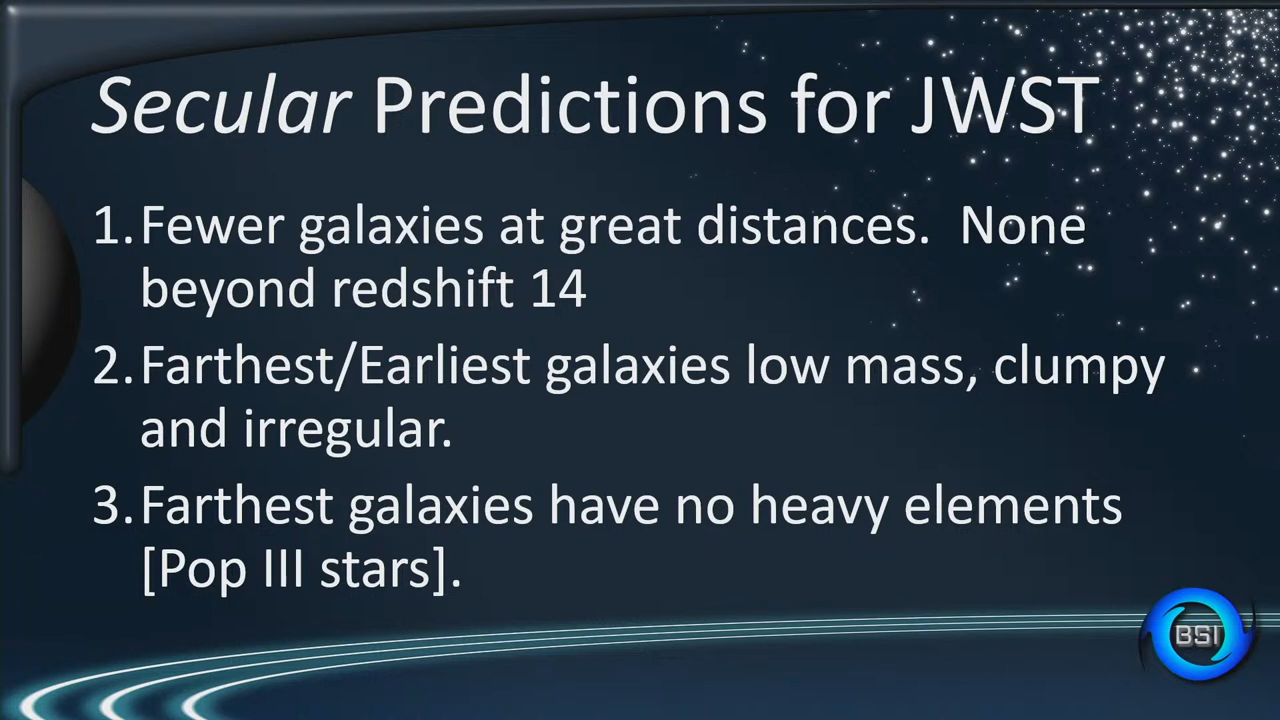 Secular Predictions for JWST
1. Fewer galaxies at great distances.  None
beyond redshift 14
2. Farthest/Earliest galaxies low mass, clumpy
and irregular.
3. Farthest galaxies have no heavy elements
[Pop III stars].
BSI